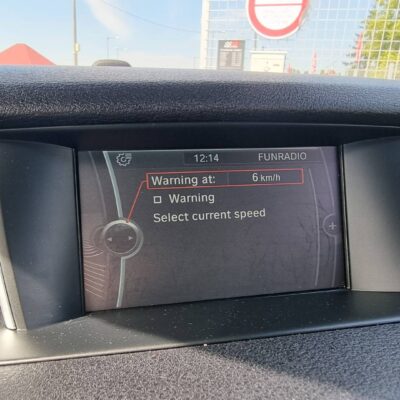 12:14 FUNRADIO
Warning at: 6 km/h
Warning
Select current speed